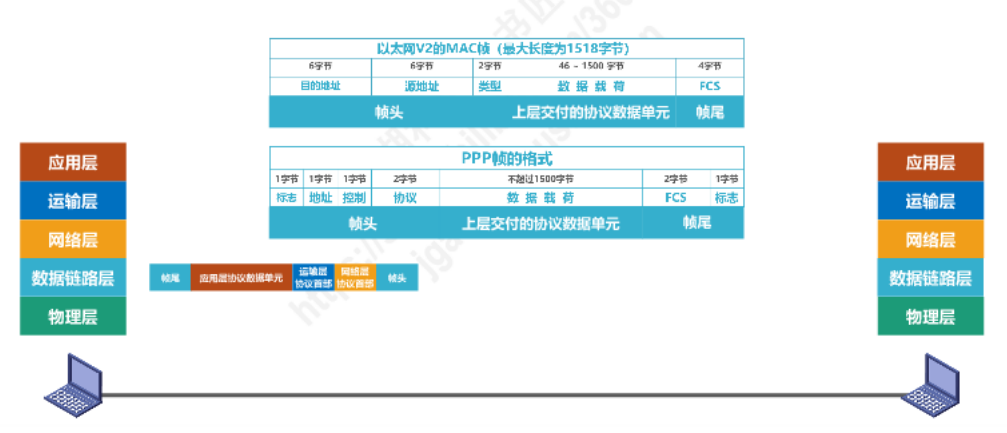 以太网V2的MAC帧（最大长度为1518字节）
6字节 6字节 2字节 46 ~ 1500 字节 4字节
目的地址 源地址 类型 数 据 载 荷 FCS
帧头 上层交付的协议数据单元 帧尾
PPP帧的格式
1字节 1字节 1字节 2字节 不超过1500字节 2字节 1字节
标志 地址 控制 协议 数 据 载 荷 FCS 标志
帧头 上层交付的协议数据单元 帧尾
应用层
运输层
网络层
数据链路层
物理层
帧尾 应用层协议数据单元 运输层协议首部 网络层协议首部 帧头
应用层
运输层
网络层
数据链路层
物理层